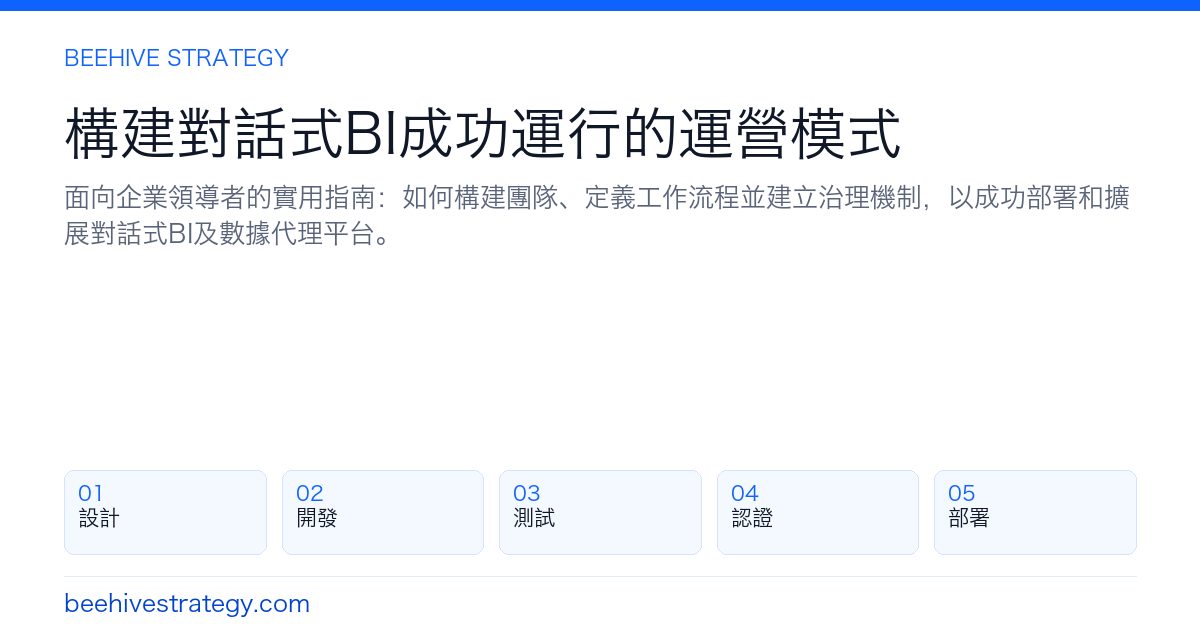 BEEHIVE STRATEGY
構建對話式BI成功運行的運營模式
面向企業領導者的實用指南：如何構建團隊、定義工作流程並建立治理機制，以成功部署和擴
展對話式BI及數據代理平台。
01
設計
02
開發
03
測試
04
認證
05
部署
beehivestrategy.com